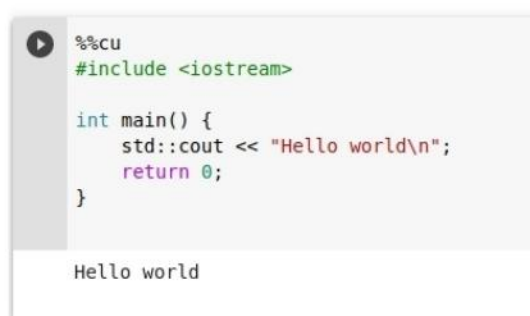 %%cu
#include <iostream>
int main() {
    std::cout << "Hello world\n";
    return 0;
}
Hello world